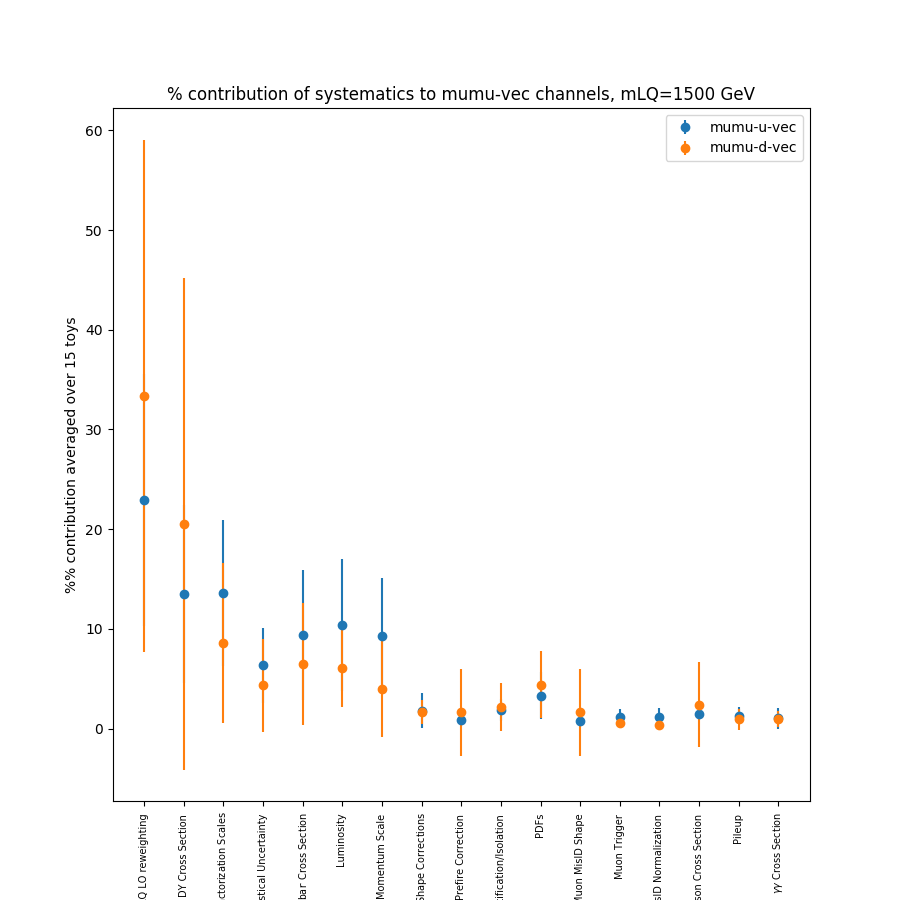 % contribution of systematics to mumu-vec channels, mLQ=1500 GeV
mumu-u-vec
mumu-d-vec
%% contribution averaged over 15 toys
60
50
40
30
20
10
0
Q LO reweighting
DY Cross Section
ctorization Scales
stical Uncertainty
bar Cross Section
Luminosity
Momentum Scale
Shape Corrections
Prefire Correction
tification/Isolation
PDFs
Muon MisID Shape
Muon Trigger
sID Normalization
son Cross Section
Pileup
γγ Cross Section